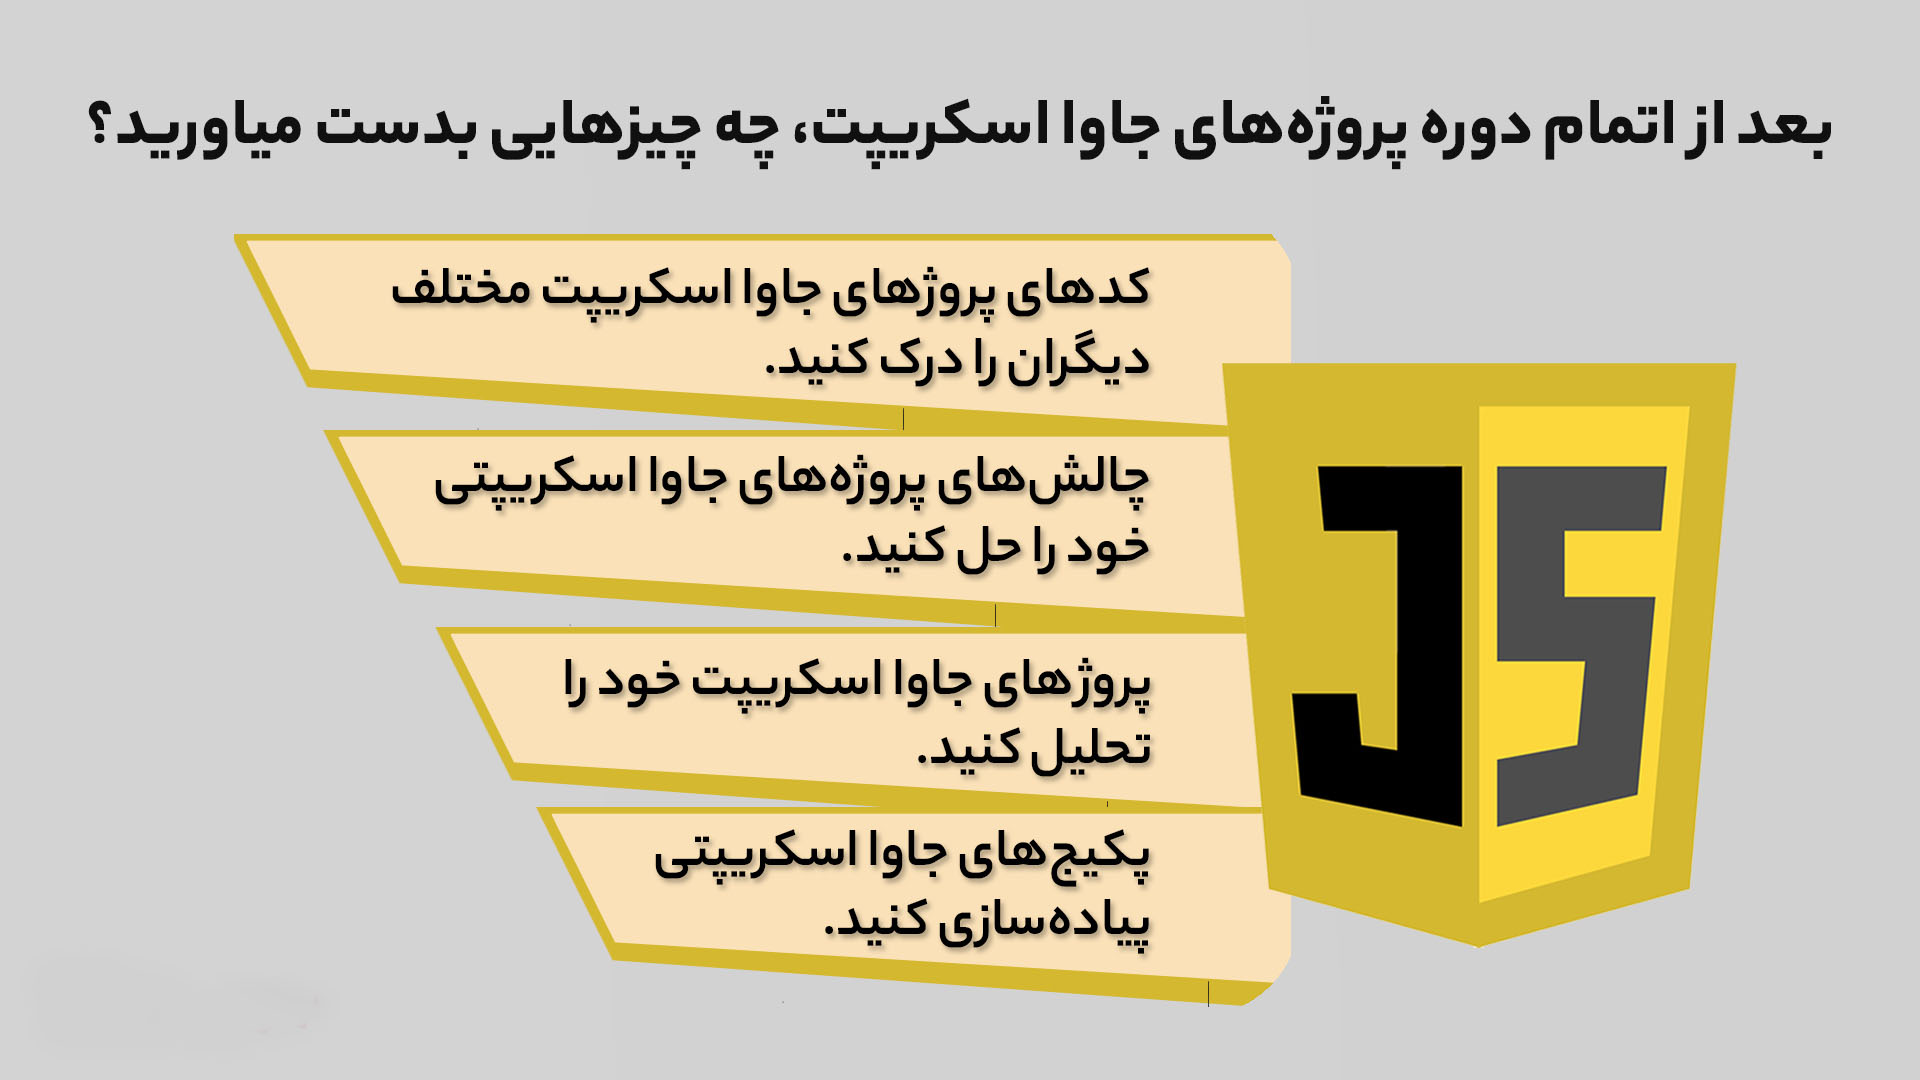 بعد از اتمام دوره پروژه‌های جاوا اسکریپت، چه چیزهایی بدست میاورید؟
کدهای پروژهای جاوا اسکریپت مختلف
دیگران را درک کنید.
چالش‌های پروژه‌های جاوا اسکریپتی
خود را حل کنید.
پروژهای جاوا اسکریپت خود را
تحلیل کنید.
پکیج‌های جاوا اسکریپتی
پیاده‌سازی کنید.
JS